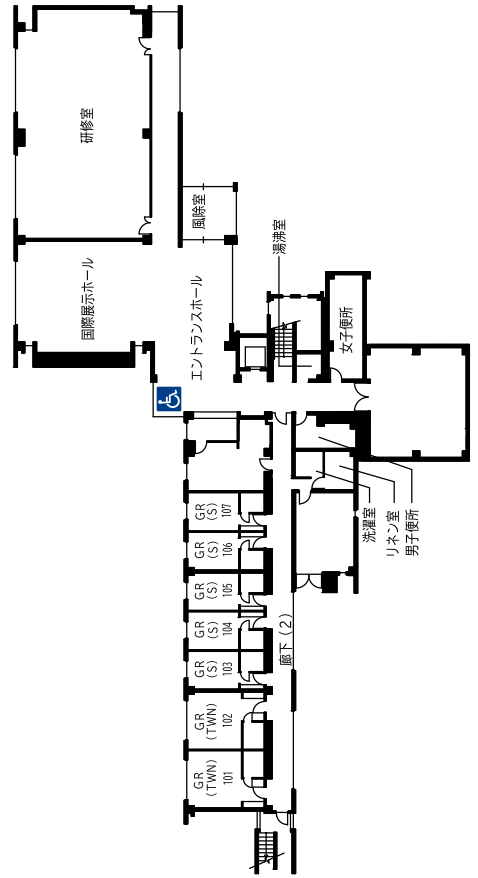 研修室
国際展示ホール
風除室
エントランスホール
湯沸室
女子便所
洗濯室
リネン室
男子便所
廊下（2）
GR
(S)
107
GR
(S)
106
GR
(S)
105
GR
(S)
104
GR
(S)
103
GR
(TWN)
102
GR
(TWN)
101